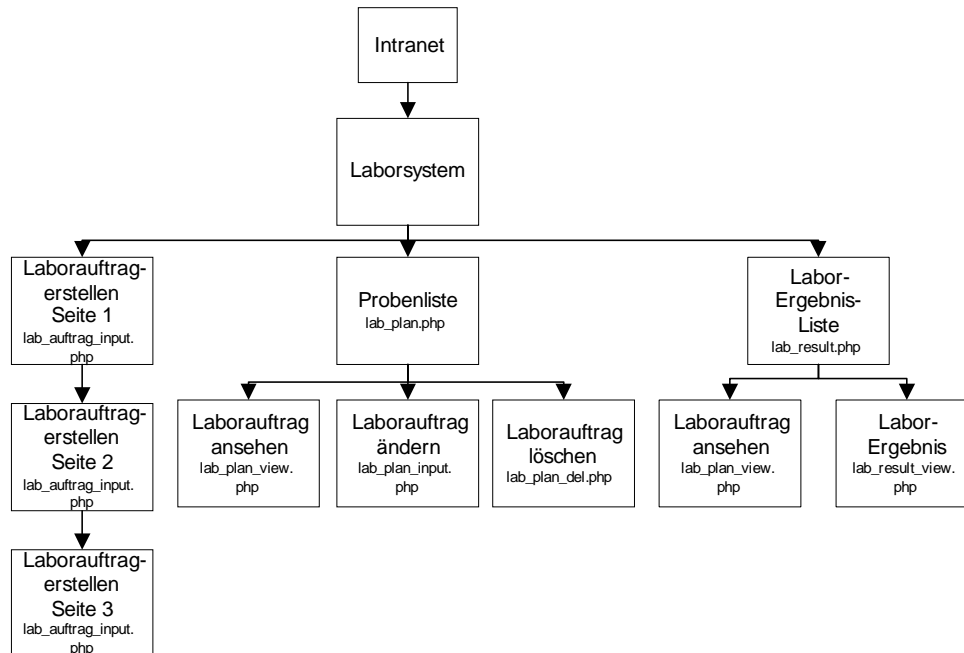 Intranet
Laborsystem
Laborauftrag-
erstellen
Seite 1
lab_auftrag_input.
php
Probenliste
lab_plan.php
Labor-
Ergebnis-
Liste
lab_result.php
Laborauftrag-
erstellen
Seite 2
lab_auftrag_input.
php
Laborauftrag
ansehen
lab_plan_view.
php
Laborauftrag
ändern
lab_plan_input.
php
Laborauftrag
löschen
lab_plan_del.php
Laborauftrag
ansehen
lab_plan_view.
php
Labor-
Ergebnis
lab_result_view.
php
Laborauftrag-
erstellen
Seite 3
lab_auftrag_input.
php